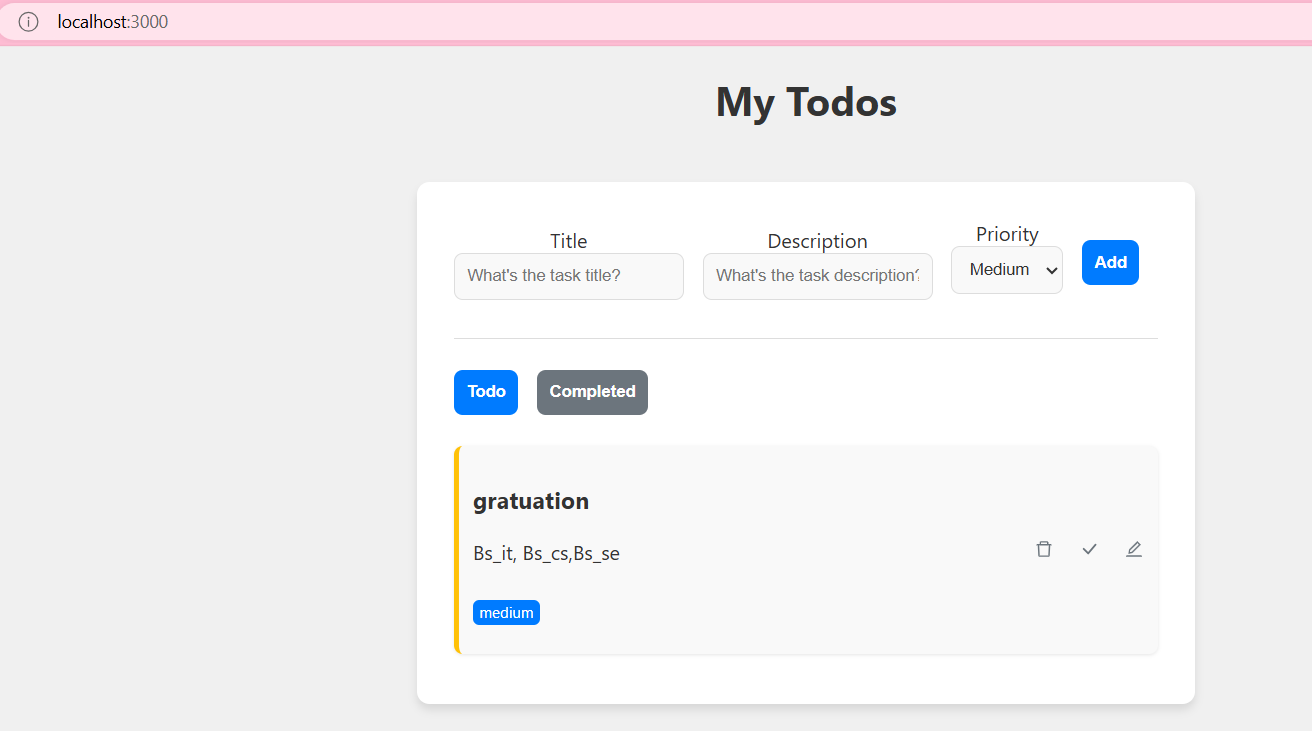 localhost:3000
My Todos
Title
Description
Priority
What's the task title?
What's the task description?
Medium
Add
Todo
Completed
gratuation
Bs_it, Bs_cs,Bs_se
medium